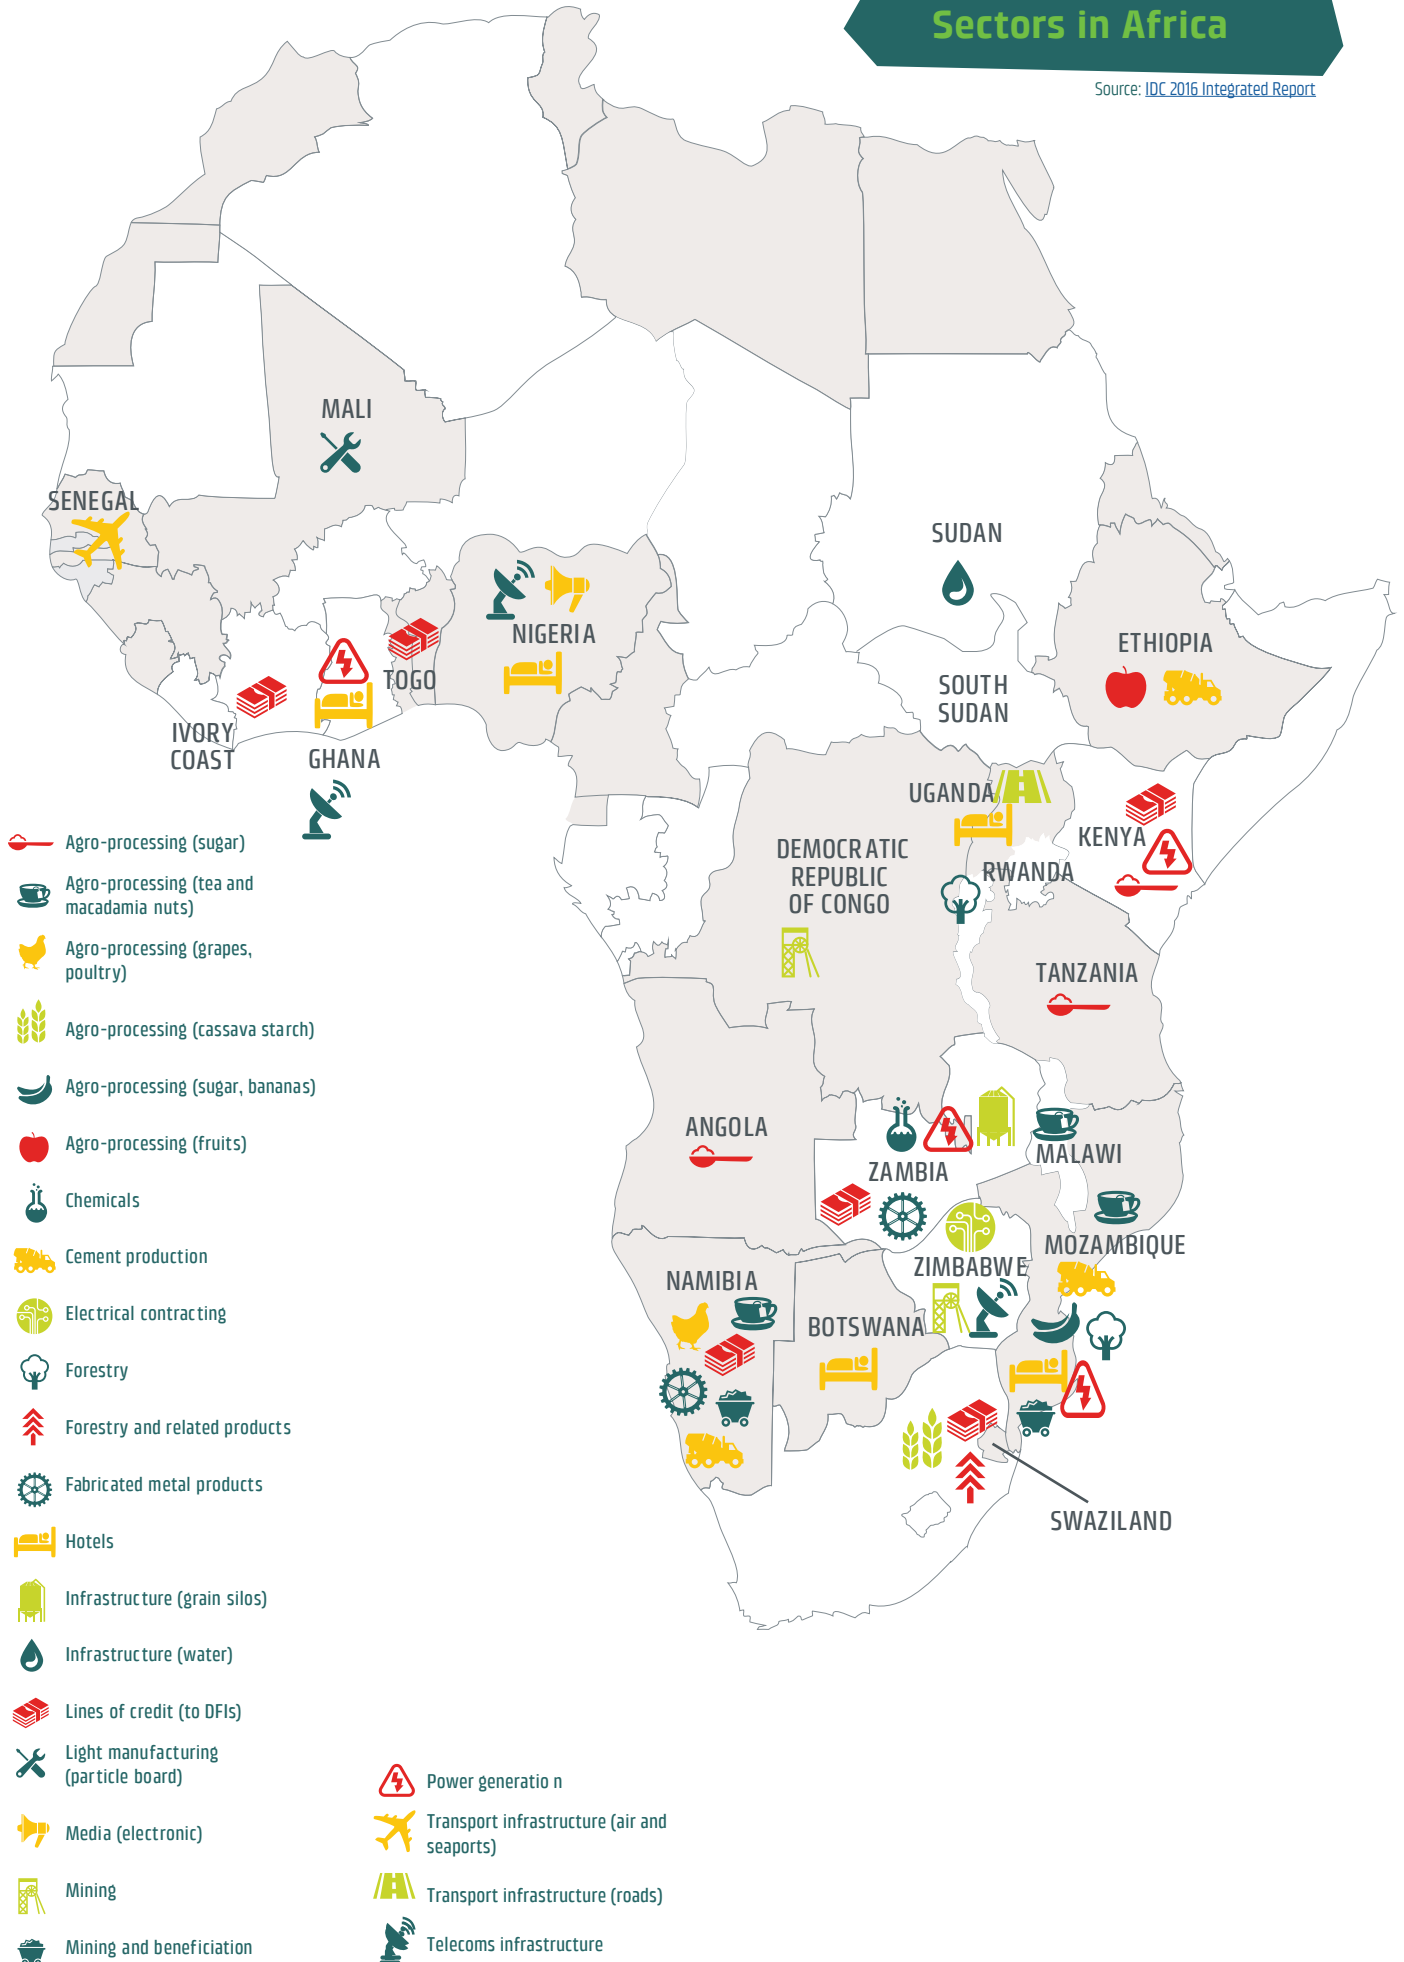 Sectors in Africa
Source: IDC 2016 Integrated Report
MALI
SENEGAL
SUDAN
NIGERIA
ETHIOPIA
TOGO
SOUTH
SUDAN
IVORY
COAST
GHANA
UGANDA
KENYA
DEMOCRATIC
REPUBLIC
OF CONGO
RWANDA
TANZANIA
ANGOLA
MALAWI
ZAMBIA
MOZAMBIQUE
ZIMBABWE
NAMIBIA
BOTSWANA
SWAZILAND
Agro-processing (sugar)
Agro-processing (tea and
macadamia nuts)
Agro-processing (grapes,
poultry)
Agro-processing (cassava starch)
Agro-processing (sugar, bananas)
Agro-processing (fruits)
Chemicals
Cement production
Electrical contracting
Forestry
Forestry and related products
Fabricated metal products
Hotels
Infrastructure (grain silos)
Infrastructure (water)
Lines of credit (to DFIs)
Light manufacturing
(particle board)
Media (electronic)
Mining
Mining and beneficiation
Power generatio n
Transport infrastructure (air and
seaports)
Transport infrastructure (roads)
Telecoms infrastructure